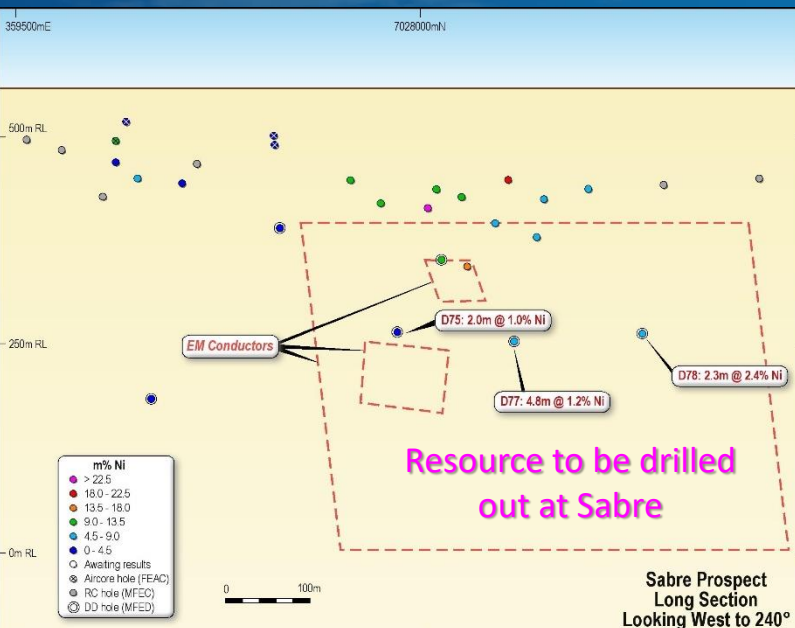 359500mE
7028000mN
500m RL
D75: 2.0m @ 1.0% Ni
250m RL
EM Conductors
D78: 2.3m @ 2.4% Ni
D77: 4.8m @ 1.2% Ni
Resource to be drilled
out at Sabre
m% Ni
> 22.5
18.0 - 22.5
13.5 - 18.0
9.0 - 13.5
4.5 - 9.0
0 - 4.5
Awaiting results
Aircore hole (FEAC)
RC hole (MFEC)
DD hole (MFED)
0m RL
0 100m
Sabre Prospect
Long Section
Looking West to 240°